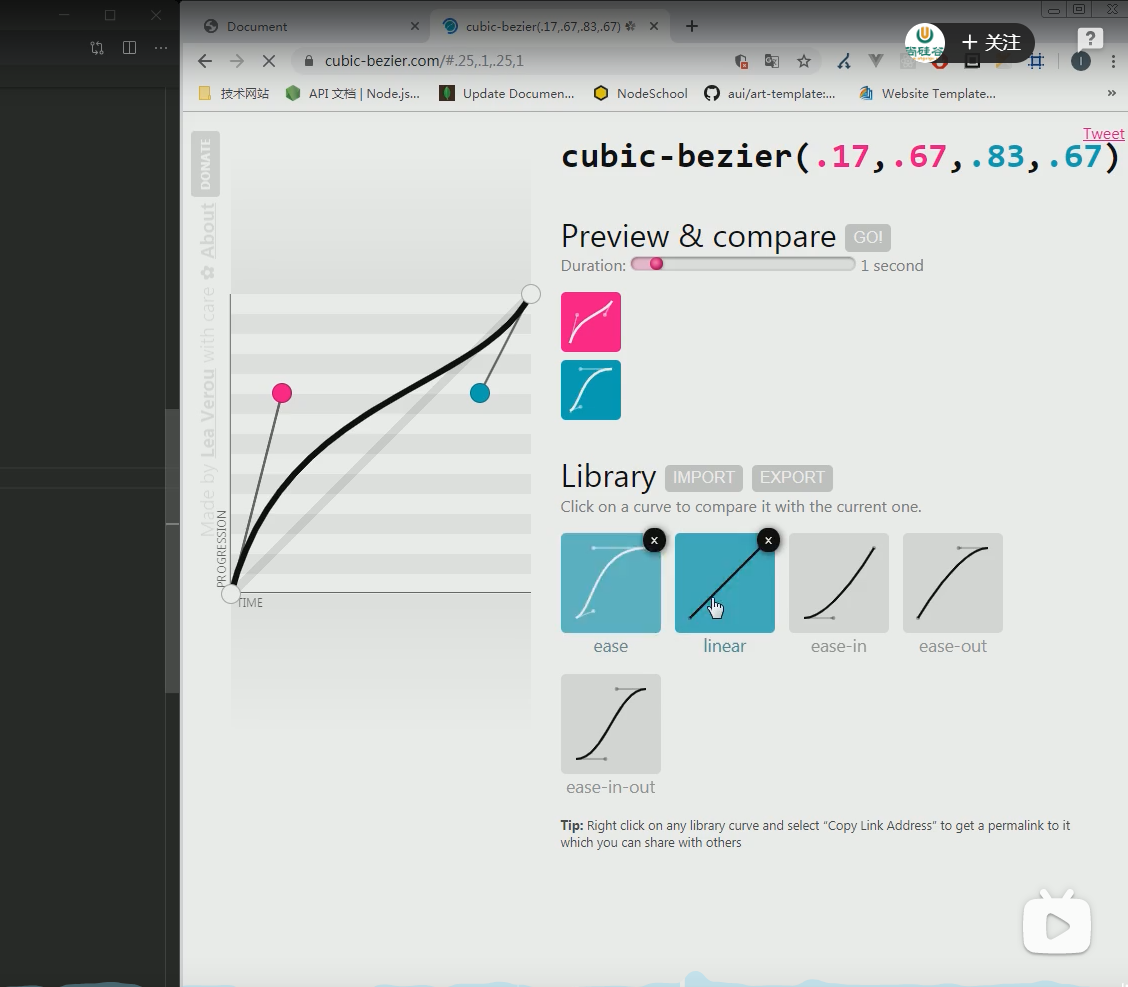 Document
cubic-bezier(.17,.67,.83,.67) ✿
尚硅谷
+ 关注
?
cubic-bezier.com/#.25,.1,.25,1
I
技术网站
API 文档 | Node.js...
Update Documen...
NodeSchool
aui/art-template:...
Website Template...
»
Tweet
cubic-bezier(.17,.67,.83,.67)
DONATE
Made by Lea Verou with care ✿ About
Preview & compare GO!
Duration: 1 second
PROGRESSION
TIME
Library IMPORT EXPORT
Click on a curve to compare it with the current one.
ease
linear
ease-in
ease-out
ease-in-out
Tip: Right click on any library curve and select “Copy Link Address” to get a permalink to it
which you can share with others